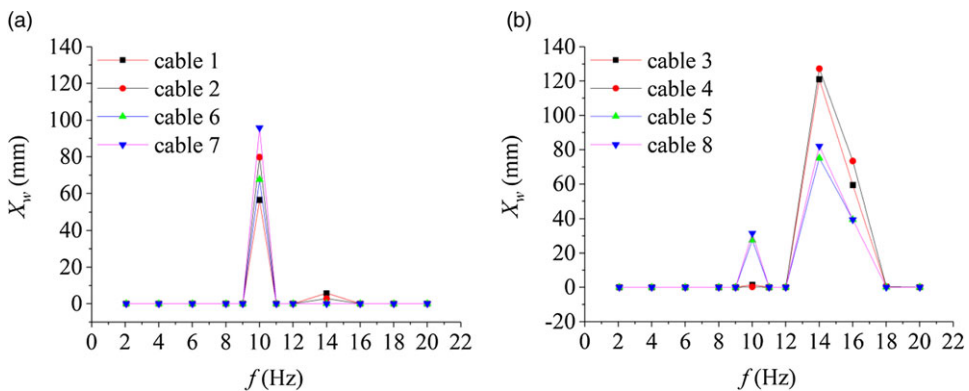 (a)
140
120
100
80
60
40
20
0
X_w (mm)
cable 1
cable 2
cable 6
cable 7
0 2 4 6 8 10 12 14 16 18 20 22
f (Hz)
(b)
140
120
100
80
60
40
20
0
-20
X_w (mm)
cable 3
cable 4
cable 5
cable 8
0 2 4 6 8 10 12 14 16 18 20 22
f (Hz)